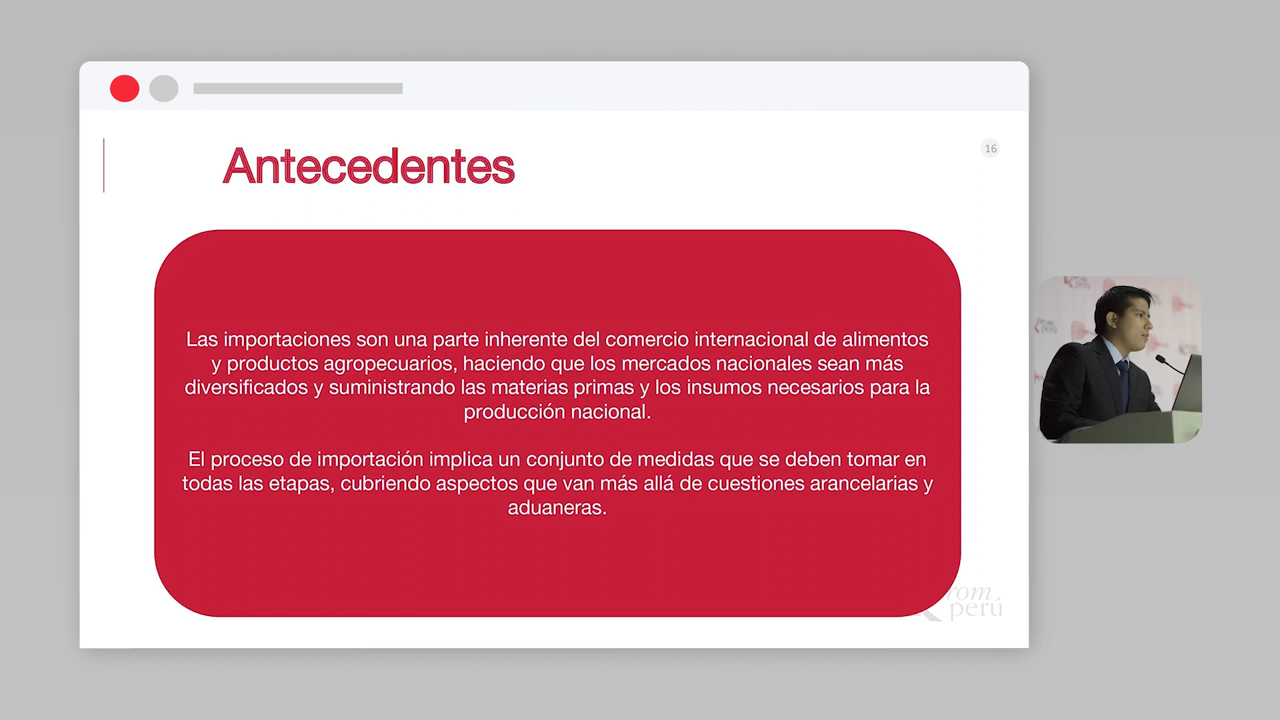 Antecedentes
16
Las importaciones son una parte inherente del comercio internacional de alimentos
y productos agropecuarios, haciendo que los mercados nacionales sean más
diversificados y suministrando las materias primas y los insumos necesarios para la
producción nacional.
El proceso de importación implica un conjunto de medidas que se deben tomar en
todas las etapas, cubriendo aspectos que van más allá de cuestiones arancelarias y
aduaneras.
rom
perú